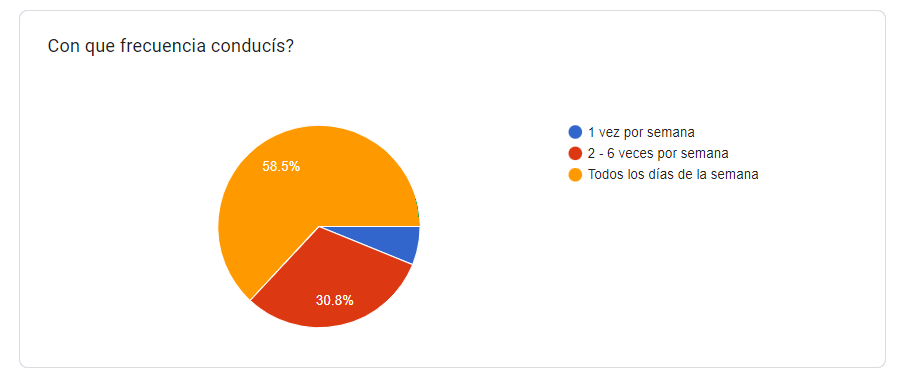 Con que frecuencia conducís?
1 vez por semana
2 - 6 veces por semana
Todos los días de la semana
58.5%
30.8%